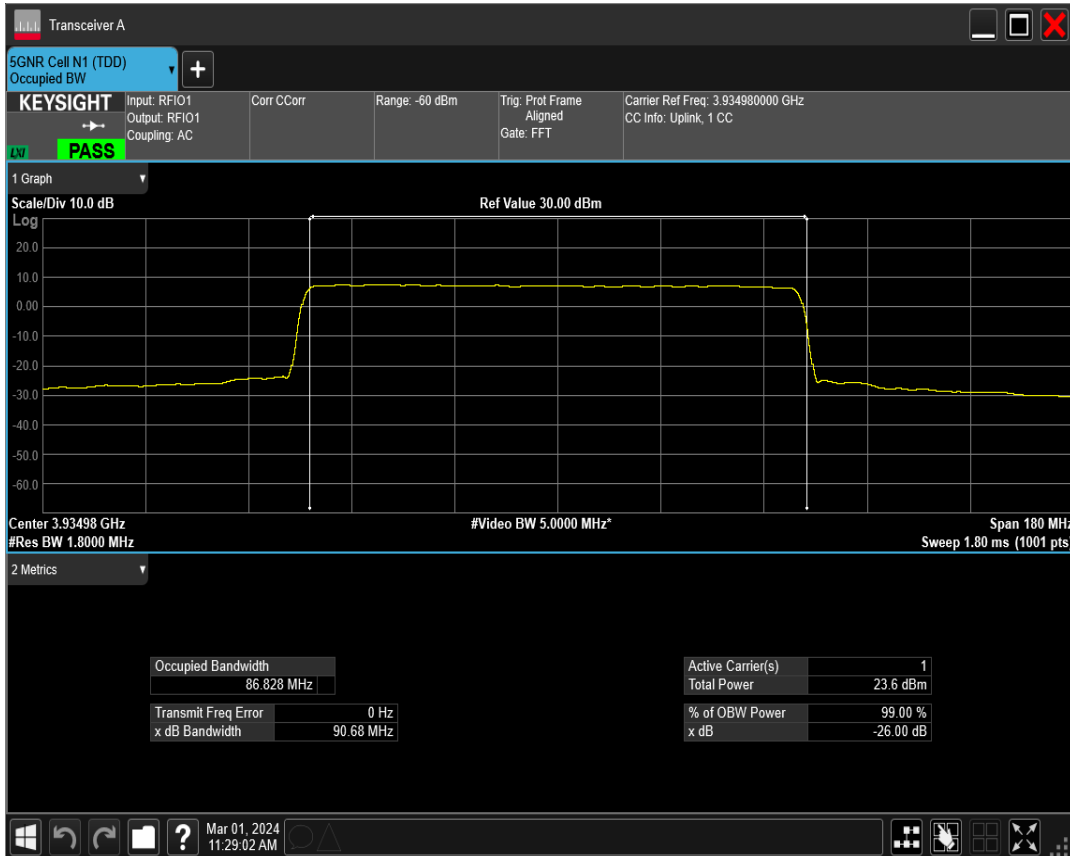 Transceiver A
5GNR Cell N1 (TDD)
Occupied BW
+
KEYSIGHT
LXI
PASS
Input: RFIO1
Output: RFIO1
Coupling: AC
Corr CCorr
Range: -60 dBm
Trig: Prot Frame
Aligned
Gate: FFT
Carrier Ref Freq: 3.934980000 GHz
CC Info: Uplink, 1 CC
1 Graph
Scale/Div 10.0 dB
Ref Value 30.00 dBm
Log
20.0
10.0
0.00
-10.0
-20.0
-30.0
-40.0
-50.0
-60.0
Center 3.93498 GHz
#Video BW 5.0000 MHz*
Span 180 MHz
#Res BW 1.8000 MHz
Sweep 1.80 ms (1001 pts)
2 Metrics
Occupied Bandwidth
86.828 MHz
Transmit Freq Error 0 Hz
x dB Bandwidth 90.68 MHz
Active Carrier(s) 1
Total Power 23.6 dBm
% of OBW Power 99.00 %
x dB -26.00 dB
?
Mar 01, 2024
11:29:02 AM